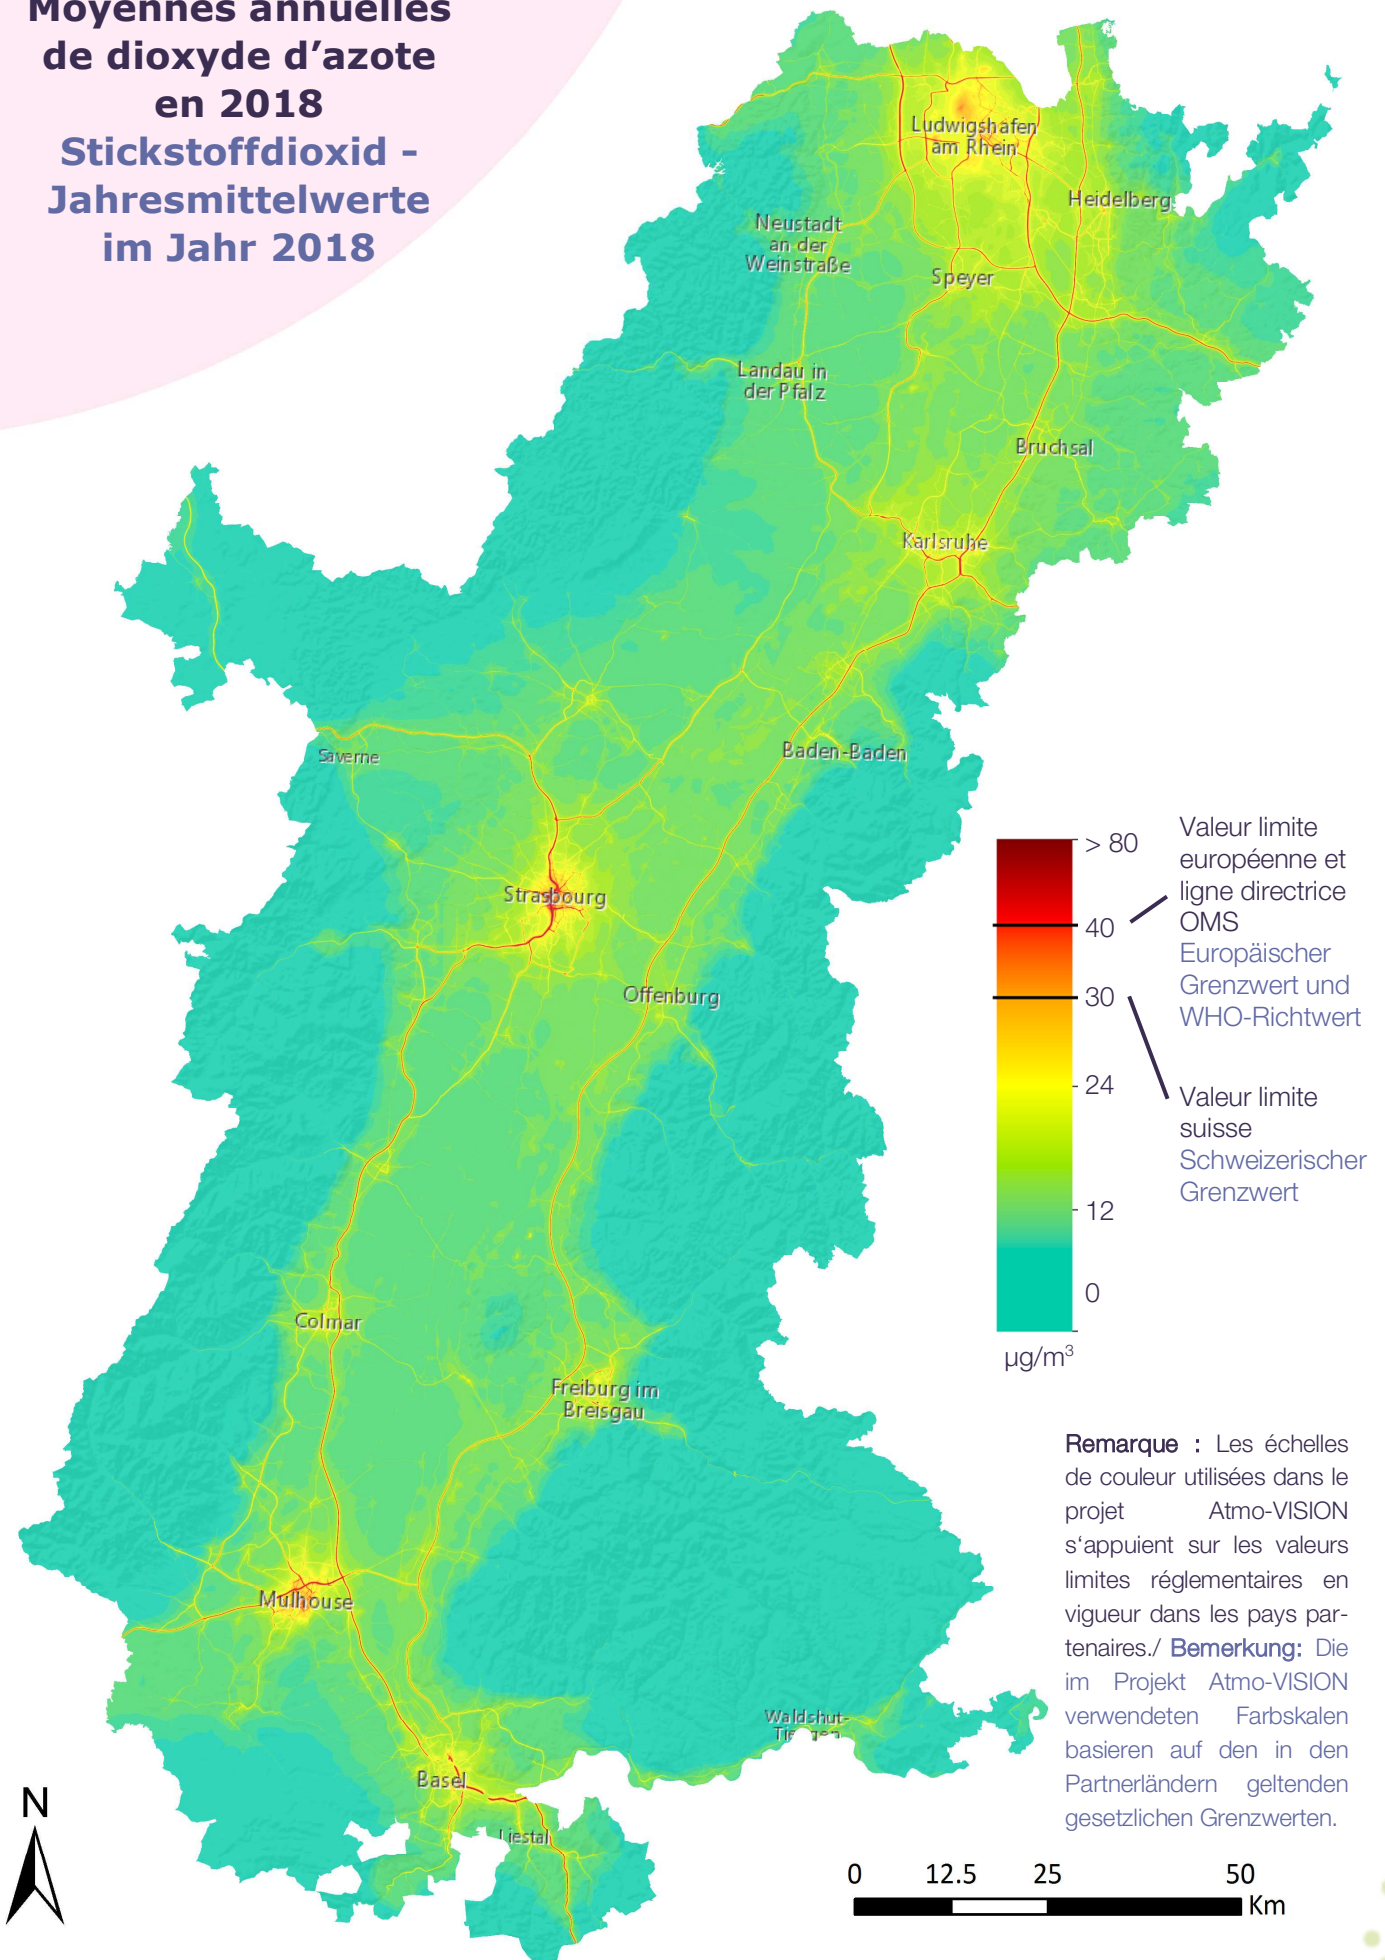 Moyennes annuelles
de dioxyde d’azote
en 2018
Stickstoffdioxid -
Jahresmittelwerte
im Jahr 2018
Ludwigshafen
am Rhein
Heidelberg
Neustadt
an der
Weinstraße
Speyer
Landau in
der Pfalz
Bruchsal
Karlsruhe
Saverne
Baden-Baden
Strasbourg
Offenburg
Colmar
Freiburg im
Breisgau
Mulhouse
Waldshut-
Tiengen
Basel
Liestal
> 80
40
30
24
12
0
µg/m³
Valeur limite
européenne et
ligne directrice
OMS
Europäischer
Grenzwert und
WHO-Richtwert
Valeur limite
suisse
Schweizerischer
Grenzwert
Remarque : Les échelles
de couleur utilisées dans le
projet Atmo-VISION
s‘appuient sur les valeurs
limites réglementaires en
vigueur dans les pays par-
tenaires./ Bemerkung: Die
im Projekt Atmo-VISION
verwendeten Farbskalen
basieren auf den in den
Partnerländern geltenden
gesetzlichen Grenzwerten.
N
0 12.5 25 50
Km